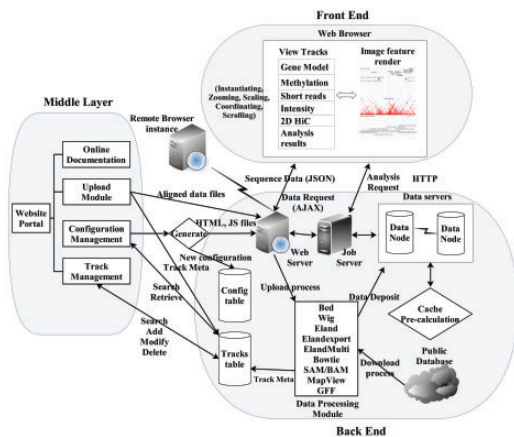 Front End
Web Browser
View Tracks
Gene Model
Methylation
Short reads
Intensity
2D HiC
Analysis
results
Image feature
render
(Instantiating,
Zooming, Scaling,
Coordinating,
Scrolling)
Middle Layer
Online
Documentation
Upload
Module
Website
Portal
Configuration
Management
Track
Management
Remote Browser
instance
Sequence Data (JSON)
Data Request
(AJAX)
Analysis
Request
HTTP
Aligned data files
HTML, JS files
Generate
New configuration
Track Meta
Web
Server
Job
Server
Data servers
Data
Node
Data
Node
Config
table
Search
Retrieve
Upload process
Data Deposit
Cache
Pre-calculation
Search
Add
Modify
Delete
Tracks
table
Track Meta
Bed
Wig
Eland
Elandexport
ElandMulti
Bowtie
SAM/BAM
MapView
GFF
Data Processing
Module
Download
process
Public
Database
Back End